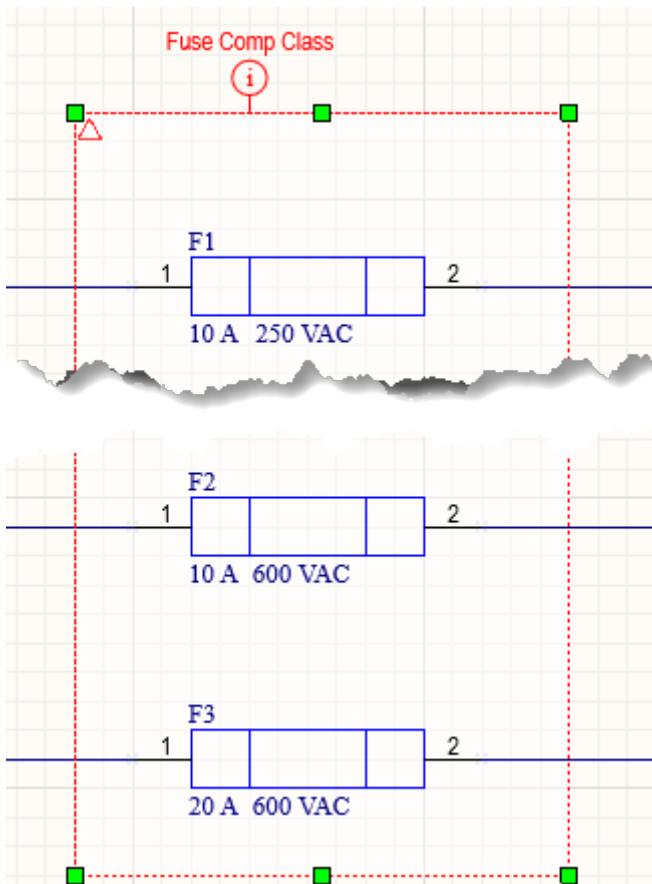 Fuse Comp Class
i
F1
1 2
10 A 250 VAC
F2
1 2
10 A 600 VAC
F3
1 2
20 A 600 VAC